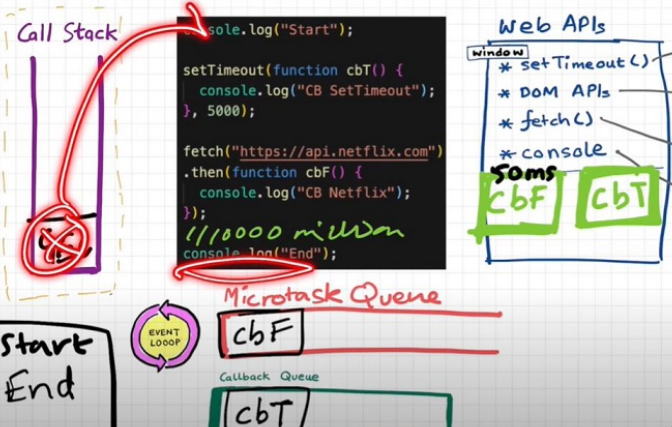 Call Stack
console.log("Start");
setTimeout(function cbT() {
console.log("CB SetTimeout");
}, 5000);
fetch("https://api.netflix.com")
.then(function cbF() {
console.log("CB Netflix");
});
million
console.log("End");
Web APIs
window
* setTimeout()
* DOM APIs
* fetch()
* console
50ms
cbF
cbT
Microtask Queue
cbF
EVENT
LOOOP
Callback Queue
cbT
Start
End